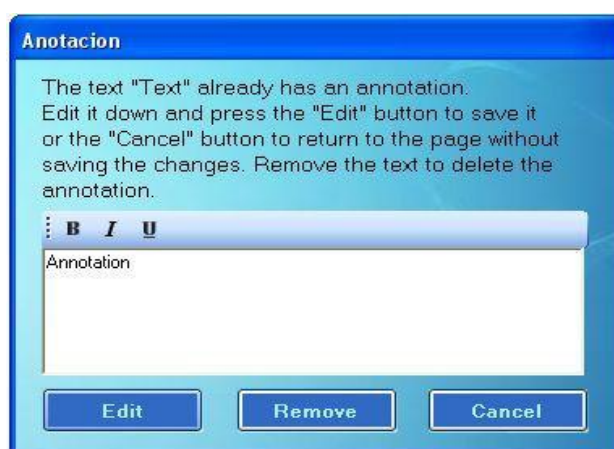 Anotacion
The text "Text" already has an annotation.
Edit it down and press the "Edit" button to save it
or the "Cancel" button to return to the page without
saving the changes. Remove the text to delete the
annotation.
B I U
Annotation
Edit Remove Cancel